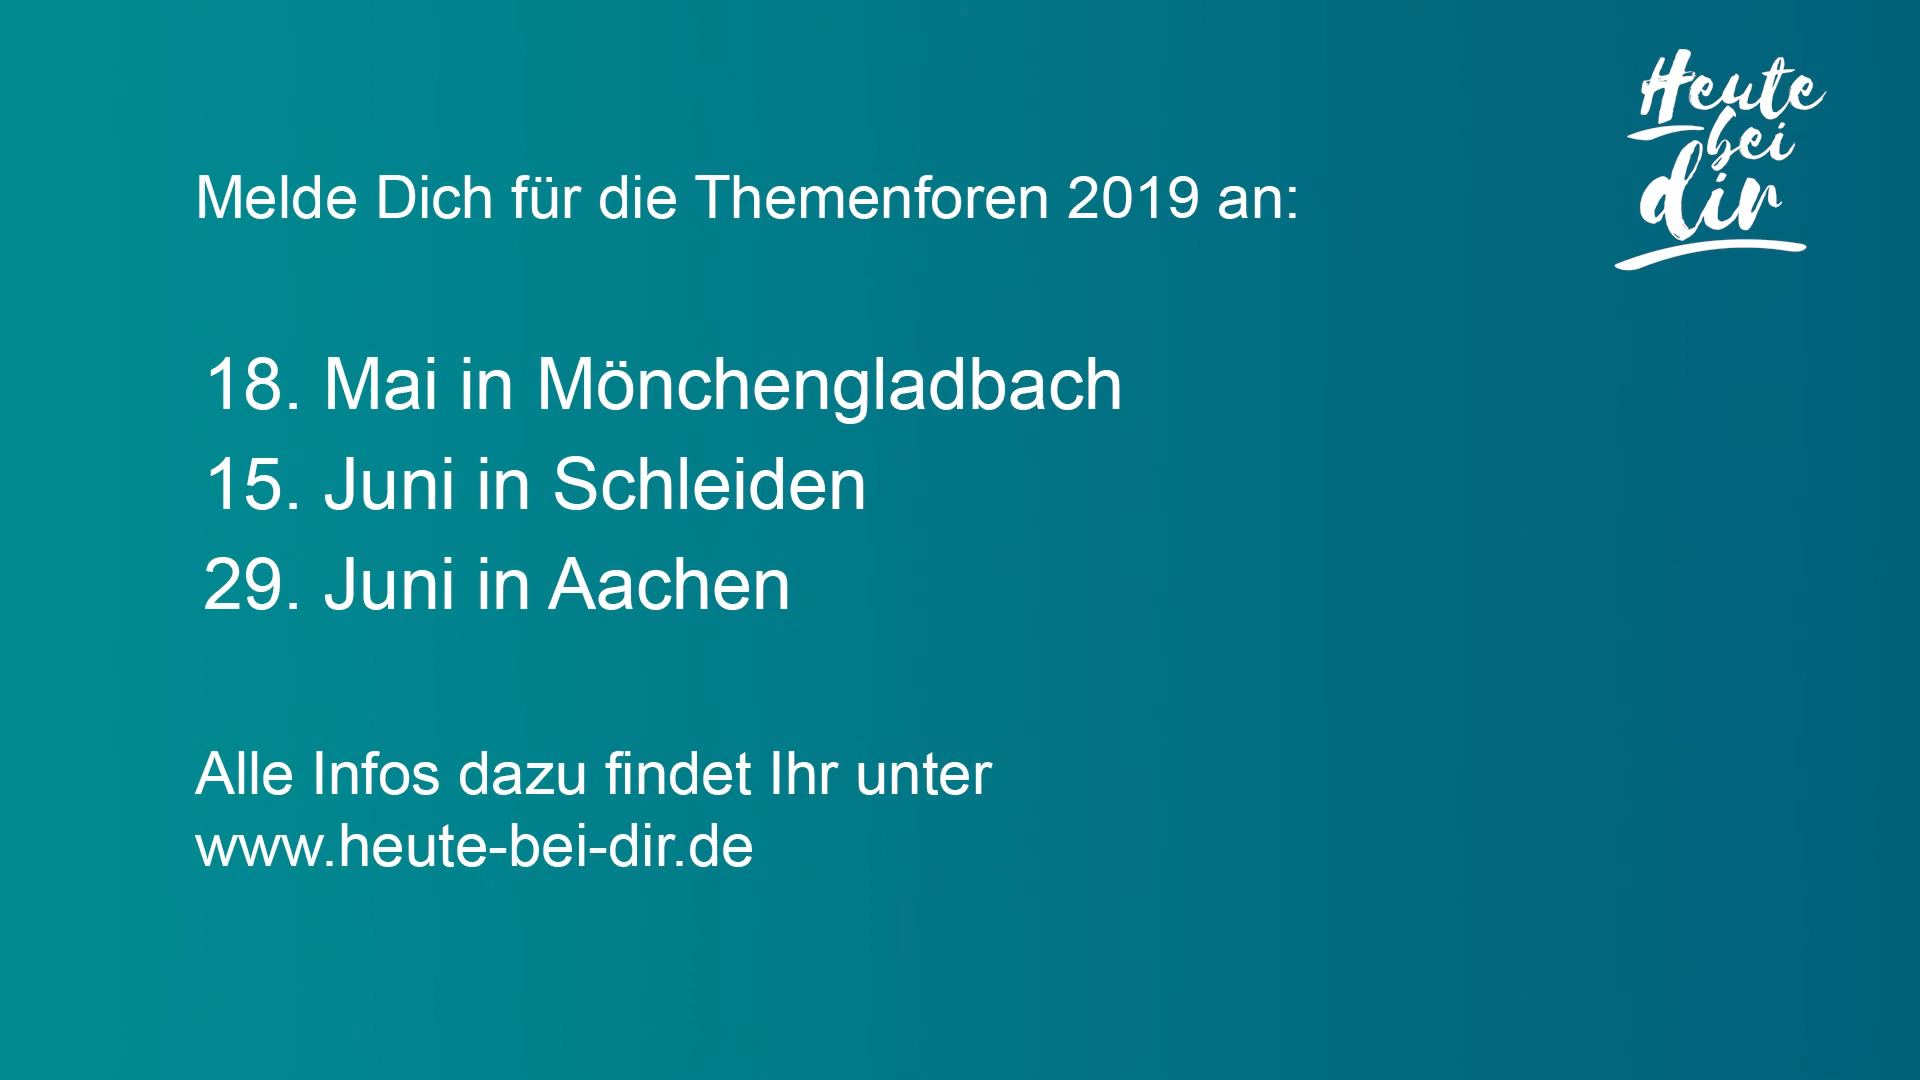 Heute
bei
dir
Melde Dich für die Themenforen 2019 an:
18. Mai in Mönchengladbach
15. Juni in Schleiden
29. Juni in Aachen
Alle Infos dazu findet Ihr unter
www.heute-bei-dir.de